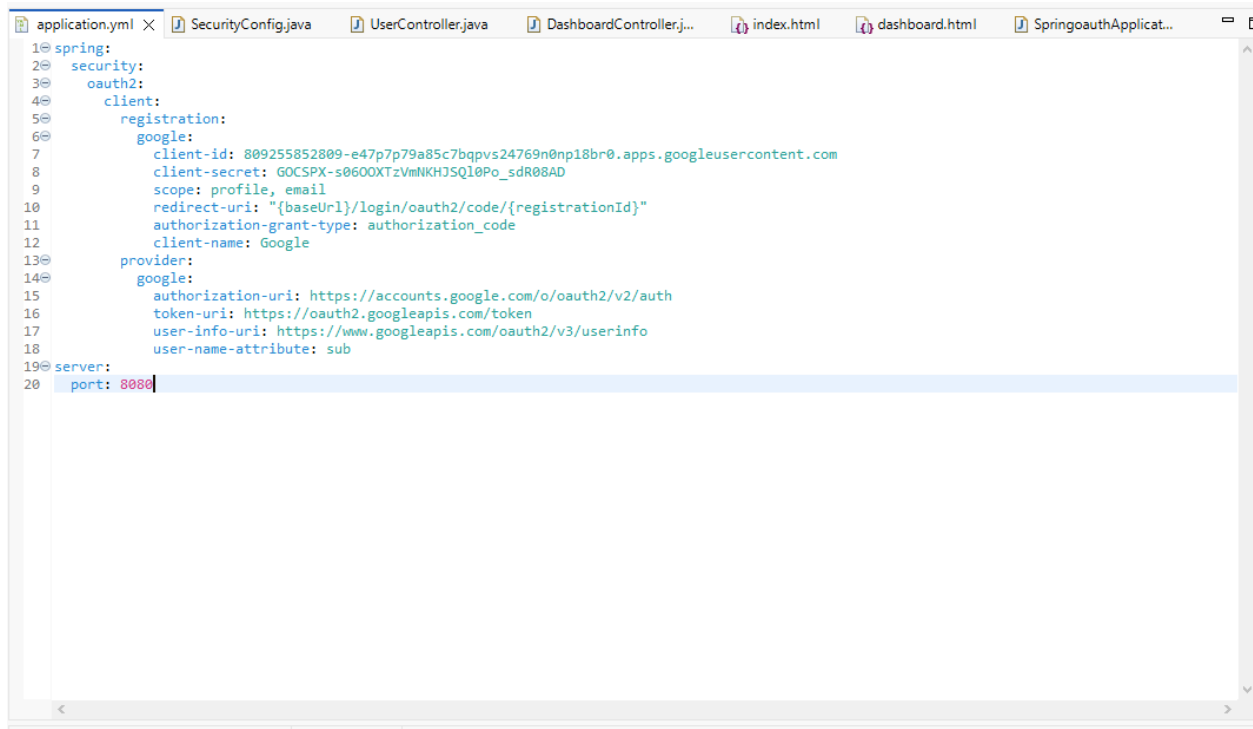 application.yml SecurityConfig.java UserController.java DashboardController.j... index.html dashboard.html SpringoauthApplicat...
1 spring:
2 security:
3 oauth2:
4 client:
5 registration:
6 google:
7 client-id: 809255852809-e47p7p79a85c7bqpvs24769n0np18br0.apps.googleusercontent.com
8 client-secret: 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
9 scope: profile, email
10 redirect-uri: "{baseUrl}/login/oauth2/code/{registrationId}"
11 authorization-grant-type: authorization_code
12 client-name: Google
13 provider:
14 google:
15 authorization-uri: https://accounts.google.com/o/oauth2/v2/auth
16 token-uri: https://oauth2.googleapis.com/token
17 user-info-uri: https://www.googleapis.com/oauth2/v3/userinfo
18 user-name-attribute: sub
19 server:
20 port: 8080